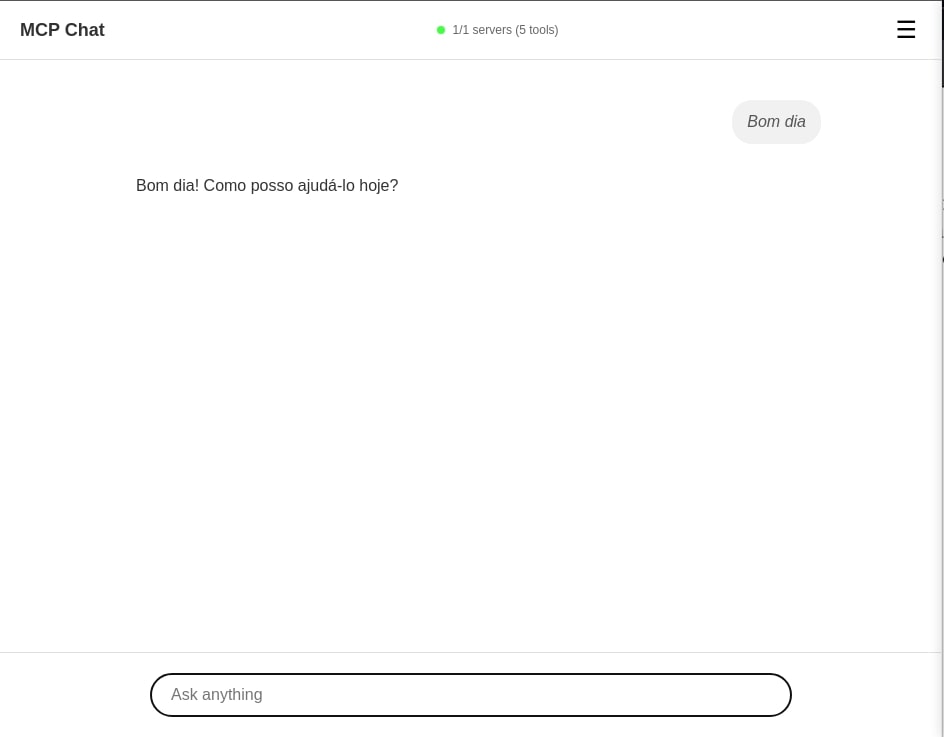 MCP Chat
1/1 servers (5 tools)
Bom dia
Bom dia! Como posso ajudá-lo hoje?
Ask anything